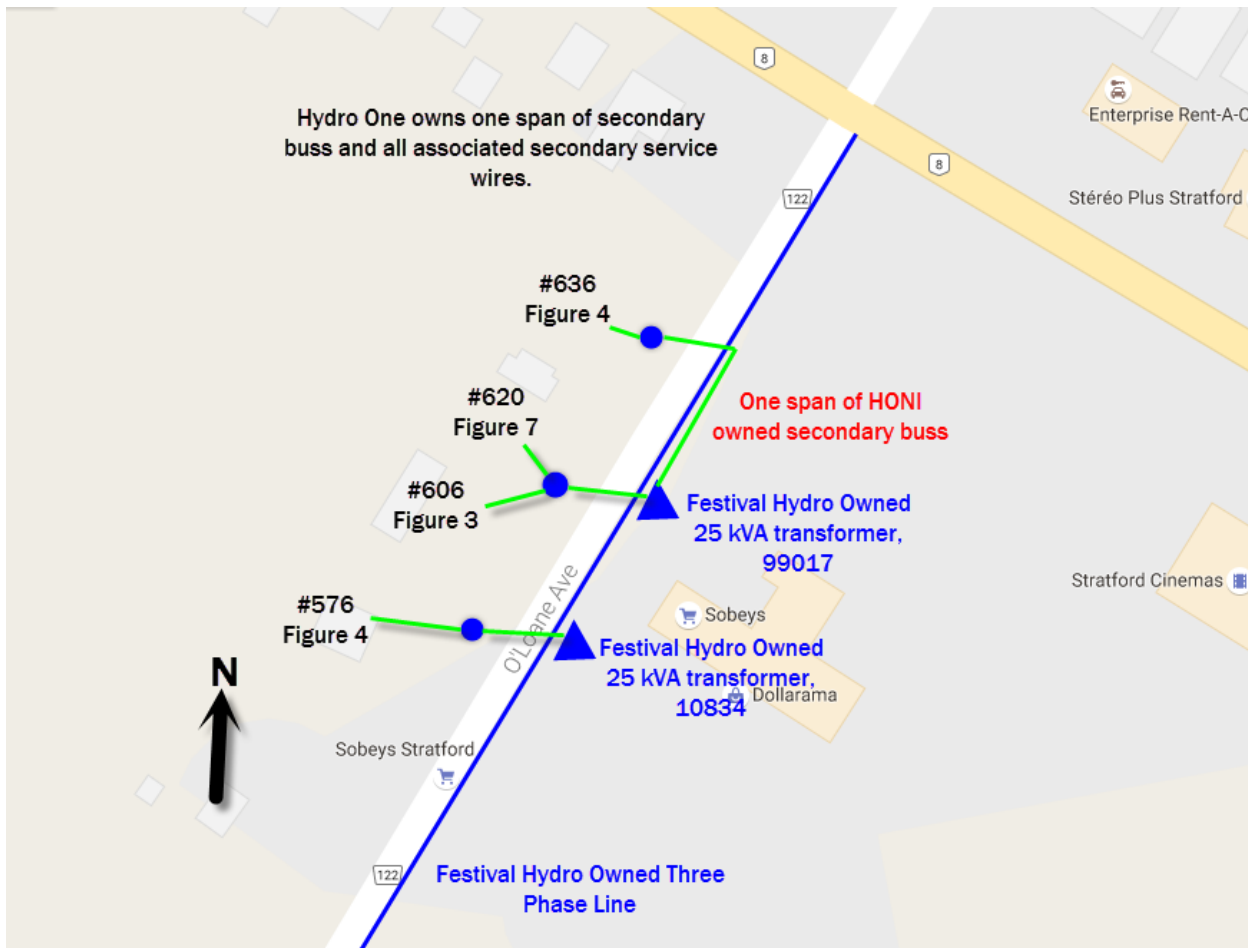 8
Enterprise Rent-A-C
Hydro One owns one span of secondary
buss and all associated secondary service
wires.
8
122
Stéréo Plus Stratford
#636
Figure 4
#620
Figure 7
One span of HONI
owned secondary buss
#606
Figure 3
Festival Hydro Owned
25 kVA transformer,
99017
Stratford Cinemas
O'Loane Ave
#576
Figure 4
Sobeys
Festival Hydro Owned
25 kVA transformer,
10834
Dollarama
N
Sobeys Stratford
122
Festival Hydro Owned Three
Phase Line